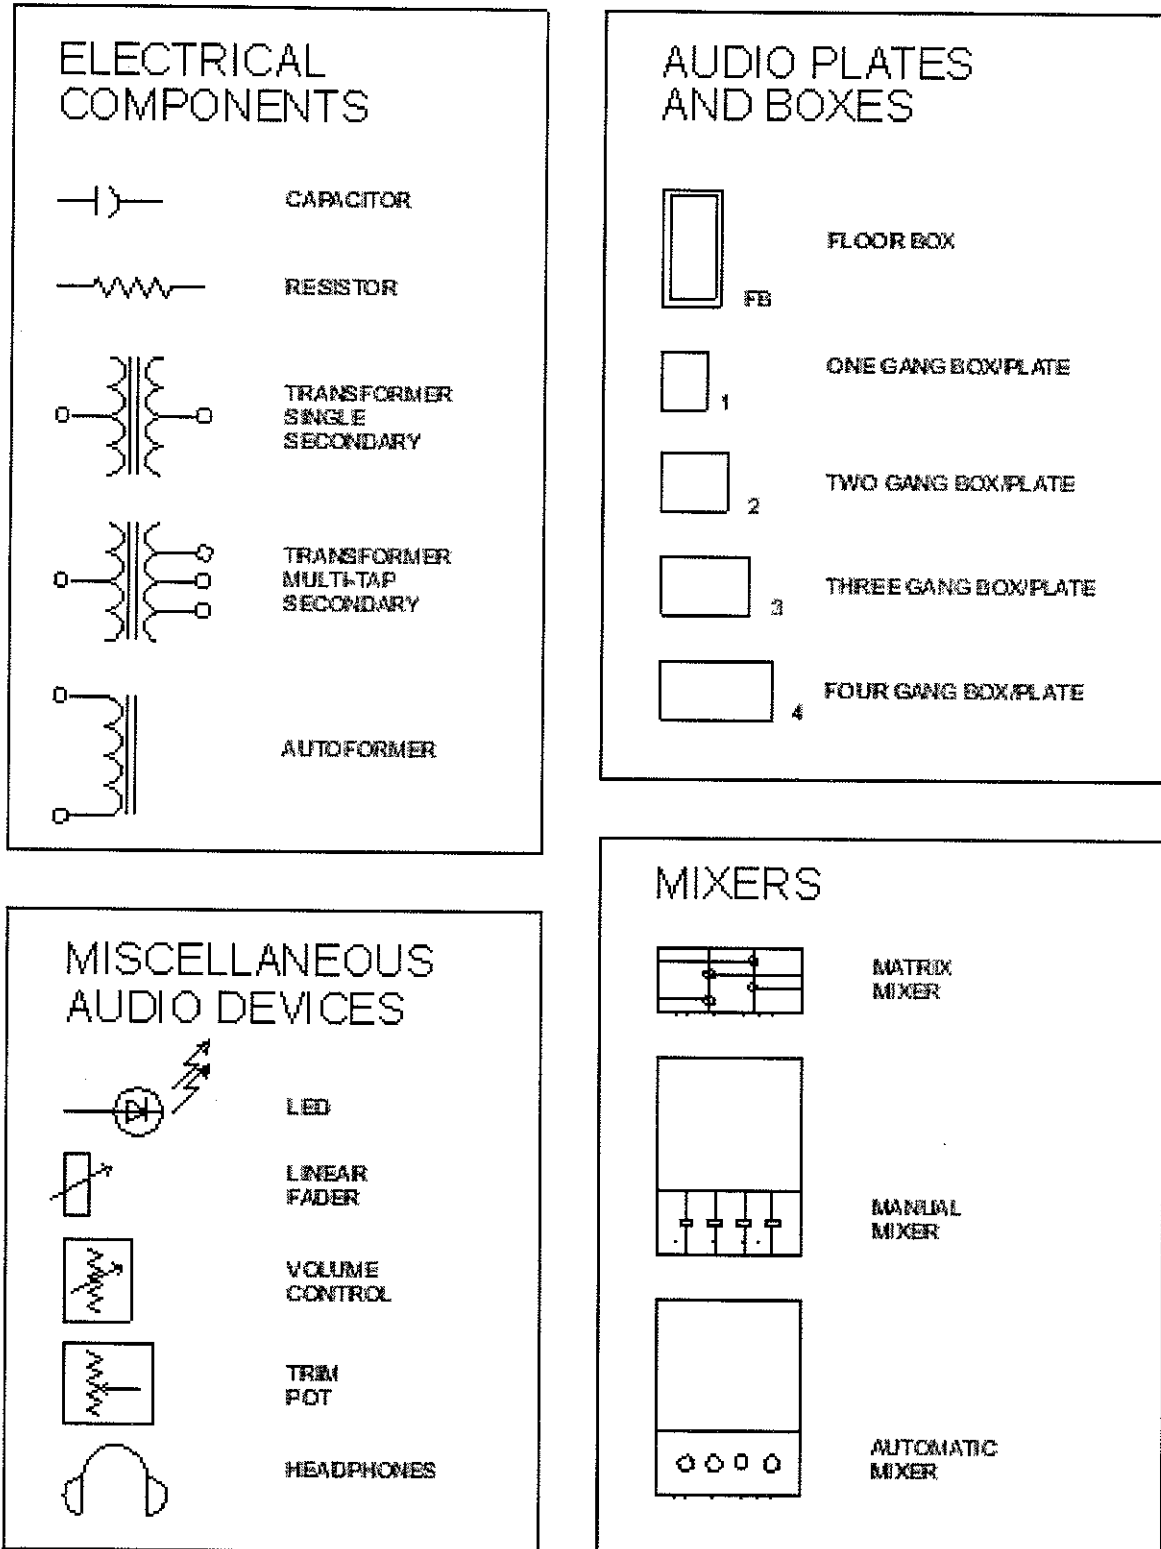 ELECTRICAL
COMPONENTS
CAPACITOR
RESISTOR
TRANSFORMER
SINGLE
SECONDARY
TRANSFORMER
MULTI-TAP
SECONDARY
AUTOFORMER
AUDIO PLATES
AND BOXES
FLOOR BOX
FB
ONE GANG BOX/PLATE
1
TWO GANG BOX/PLATE
2
THREE GANG BOX/PLATE
3
FOUR GANG BOX/PLATE
4
MISCELLANEOUS
AUDIO DEVICES
LED
LINEAR
FADER
VOLUME
CONTROL
TRIM
POT
HEADPHONES
MIXERS
MATRIX
MIXER
MANUAL
MIXER
AUTOMATIC
MIXER